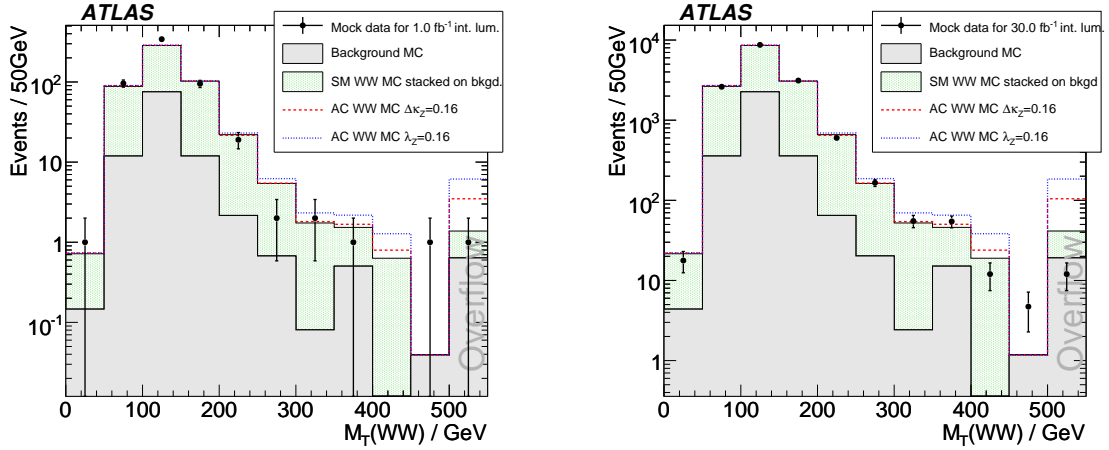 ATLAS
Events / 50GeV
Mock data for 1.0 fb⁻¹ int. lum.
Background MC
SM WW MC stacked on bkgd.
AC WW MC Δκ_Z=0.16
AC WW MC λ_Z=0.16
10²
10
1
10⁻¹
Overflow
0 100 200 300 400 500
M_T(WW) / GeV
ATLAS
Events / 50GeV
Mock data for 30.0 fb⁻¹ int. lum.
Background MC
SM WW MC stacked on bkgd.
AC WW MC Δκ_Z=0.16
AC WW MC λ_Z=0.16
10⁴
10³
10²
10
1
Overflow
0 100 200 300 400 500
M_T(WW) / GeV